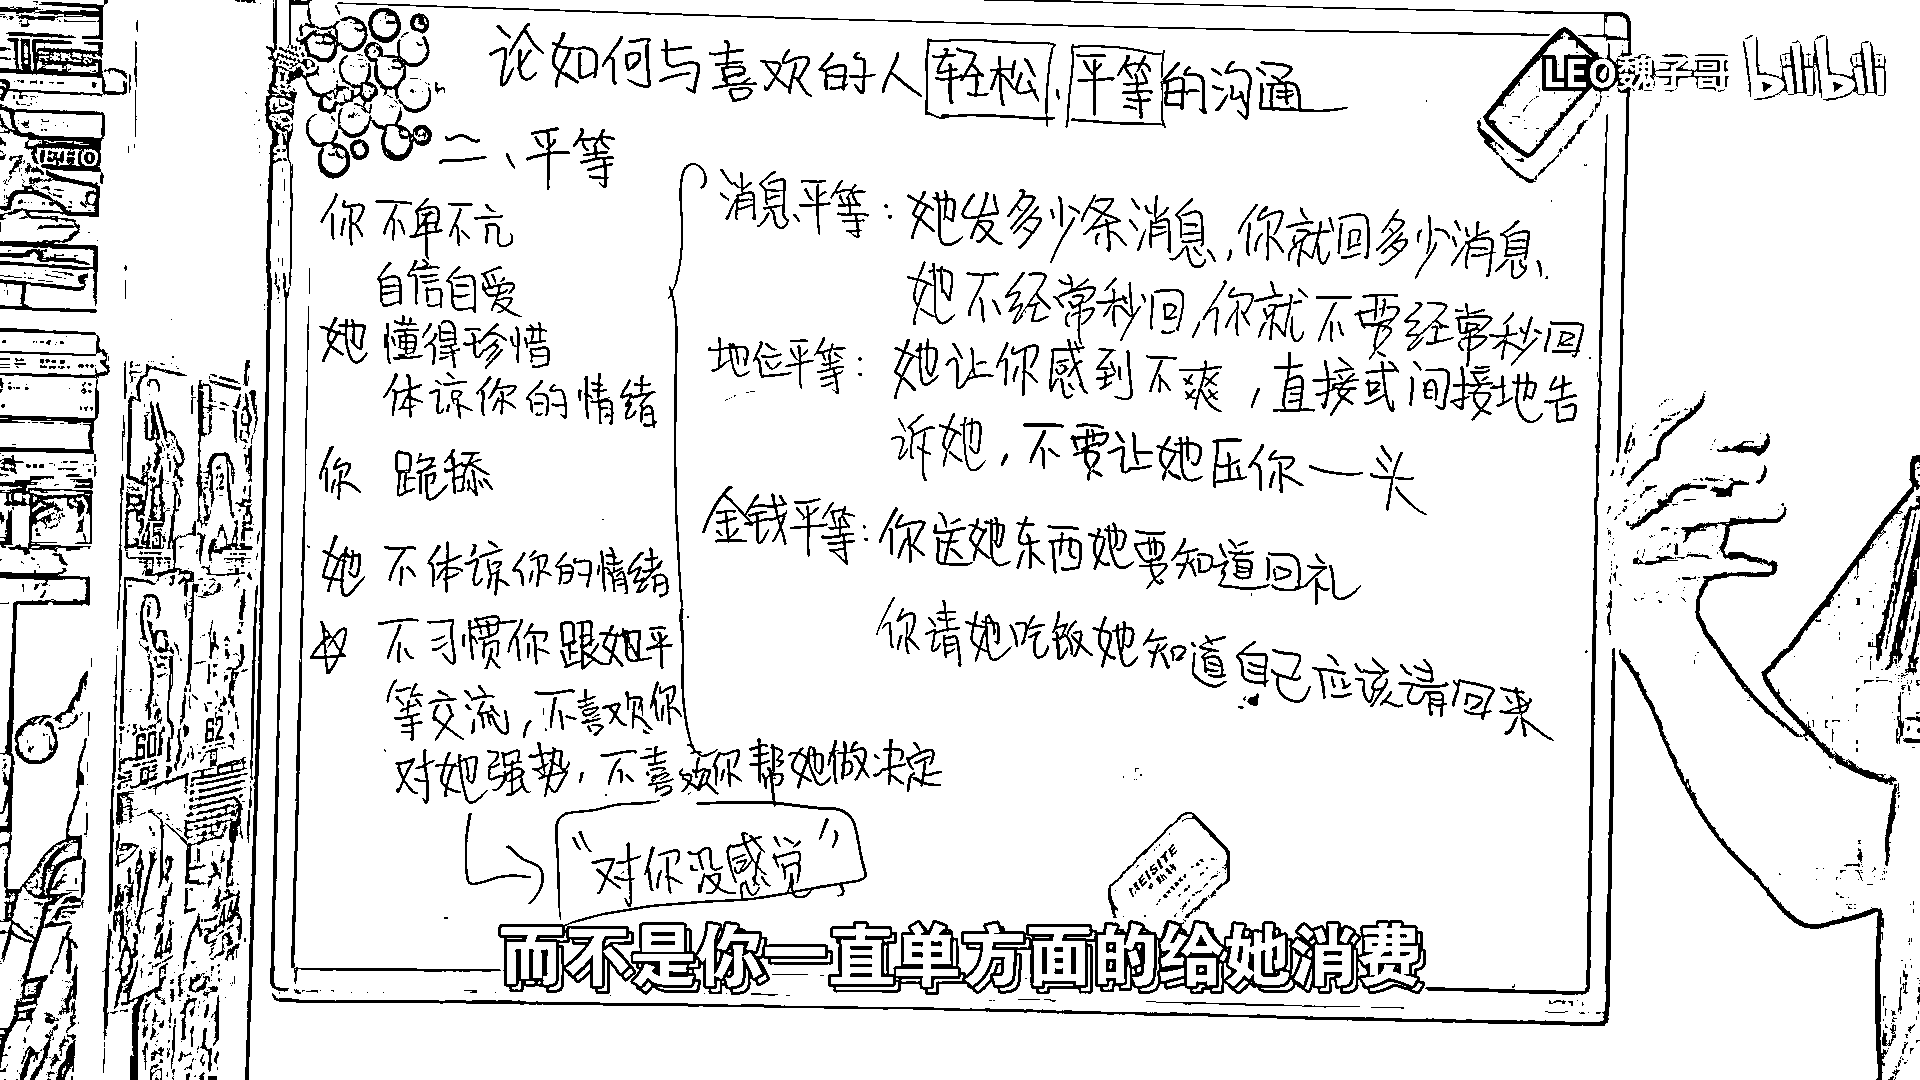 论如何与喜欢的人轻松、平等的沟通
LEO魏子哥 bilibili
二、平等
你 不卑不亢
自信自爱
她 懂得珍惜
体谅你的情绪
你 跪舔
她 不体谅你的情绪
☆ 不习惯你跟她平
等交流,不喜欢你
对她强势,不喜欢你帮她做决定
"对你没感觉"
消息平等:她发多少条消息,你就回多少消息、
她不经常秒回,你就不要经常秒回
地位平等:她让你感到不爽,直接或间接地告
诉她,不要让她压你一头
金钱平等:你送她东西她要知道回礼
你请她吃饭她知道自己应该请回来
MEISITE
60
62
而不是你一直单方面的给她消费